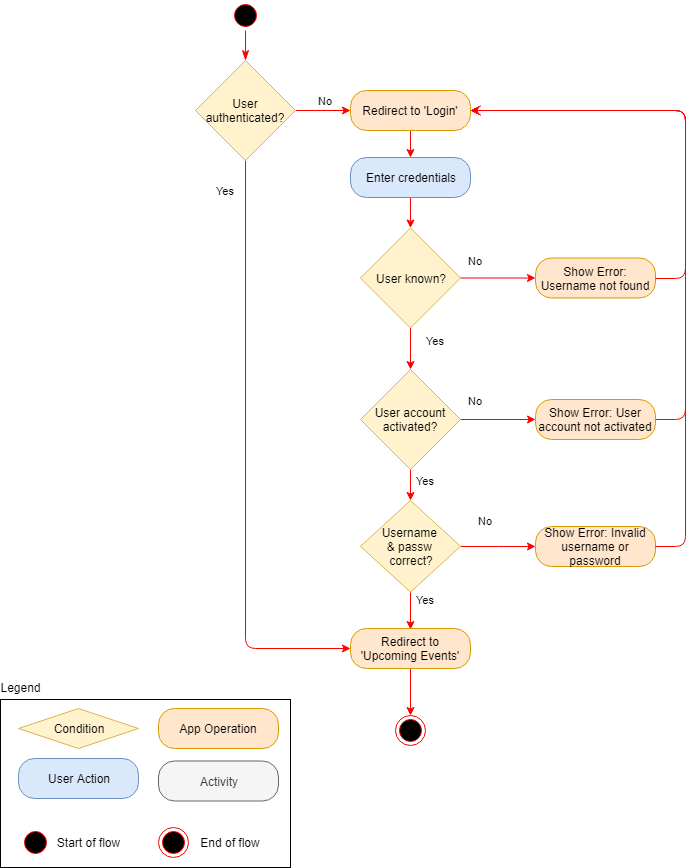 User
authenticated?
No
Redirect to 'Login'
Enter credentials
Yes
User known?
No
Show Error:
Username not found
Yes
User account
activated?
No
Show Error: User
account not activated
Yes
Username
& passw
correct?
No
Show Error: Invalid
username or
password
Yes
Redirect to
'Upcoming Events'
Legend
Condition
App Operation
User Action
Activity
Start of flow
End of flow